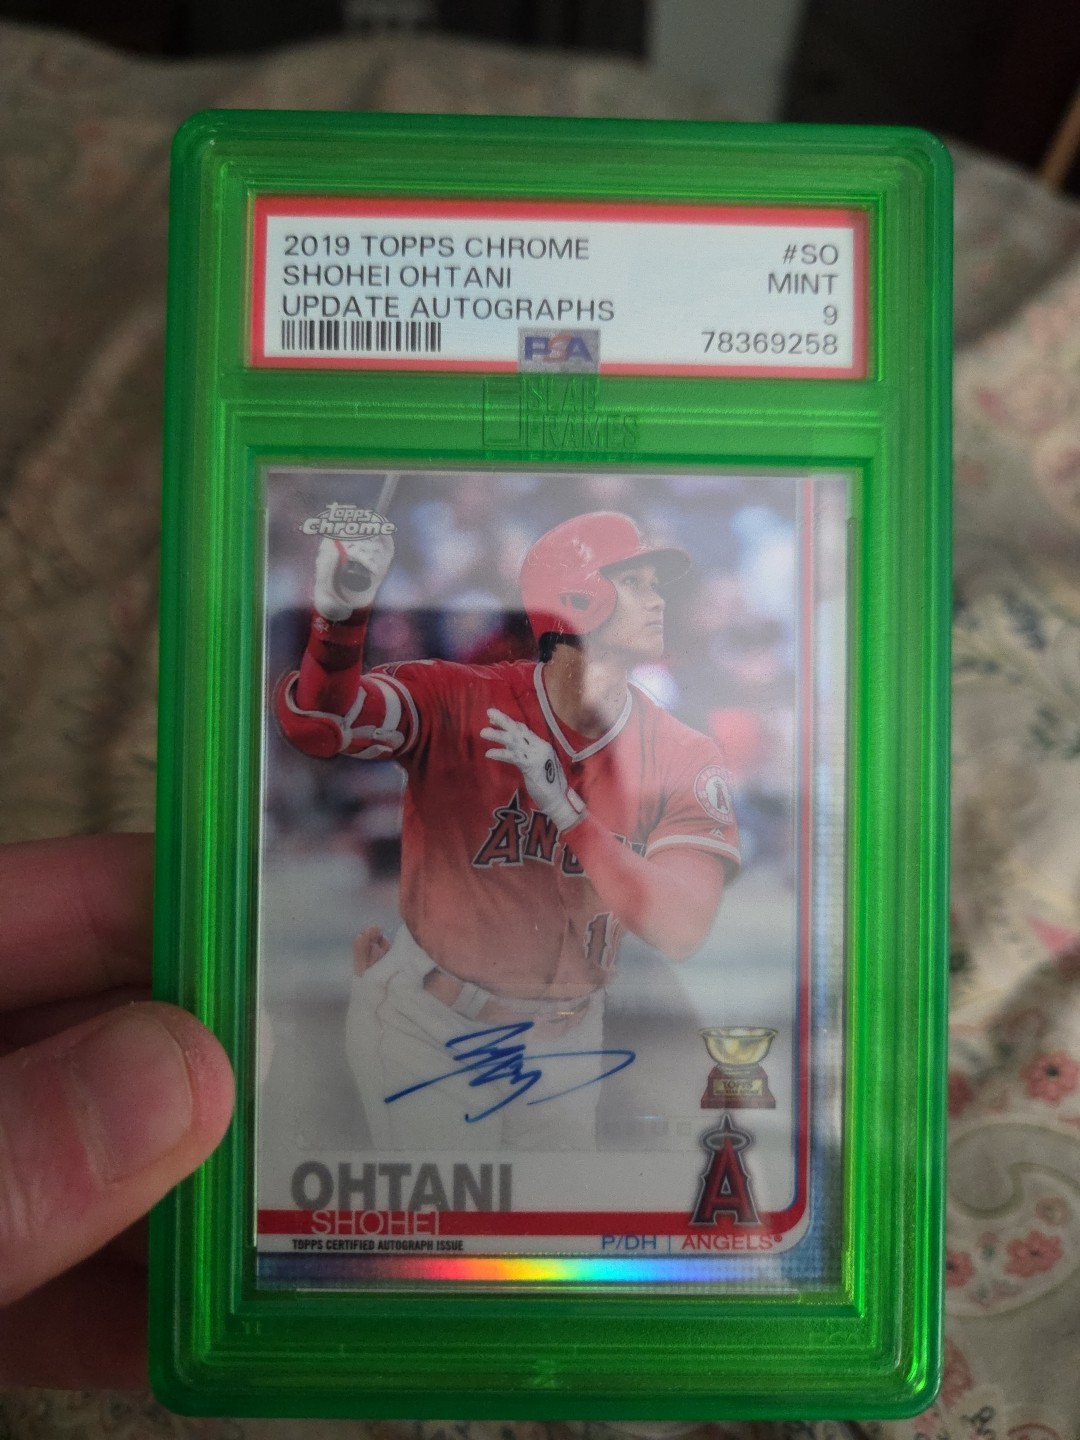 2019 TOPPS CHROME #SO
SHOHEI OHTANI MINT
UPDATE AUTOGRAPHS 9
78369258
PSA
SLAB
FRAMES
Topps
Chrome
ANGELS
TOPPS
OHTANI
SHOHEI
TOPPS CERTIFIED AUTOGRAPH ISSUE
P/DH | ANGELS®